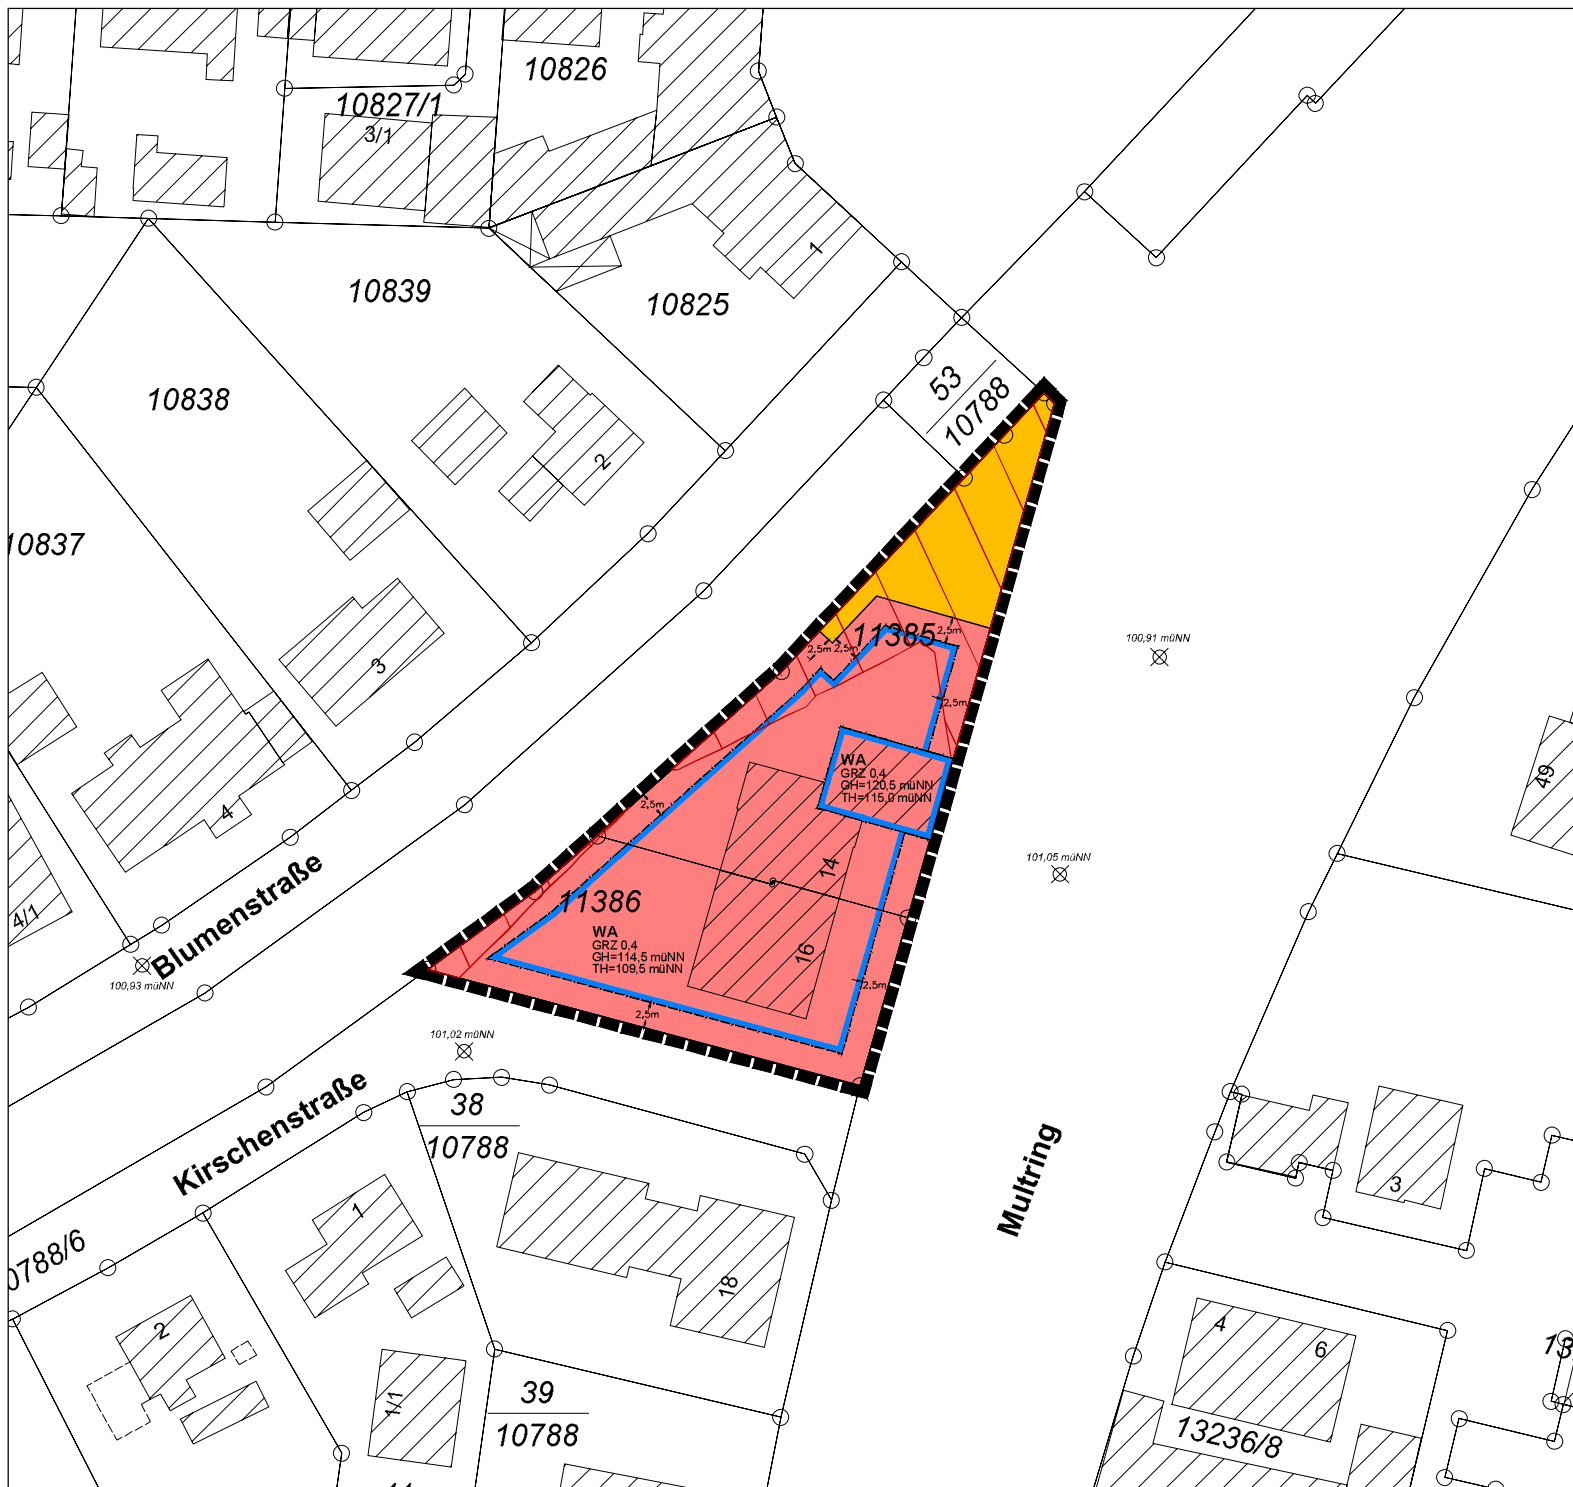 10826
10827/1
3/1
1
10839
10825
10838
53
10788
2
10837
11385
2,5m
2,5m
2,5m
3
100,91 müNN
2,5m
WA
GRZ 0,4
GH=120,5 müNN
TH=115,0 müNN
2,5m
49
4
14
101,05 müNN
Blumenstraße
11386
4/1
WA
GRZ 0,4
GH=114,5 müNN
TH=109,5 müNN
16
100,93 müNN
2,5m
2,5m
101,02 müNN
Kirschenstraße
38
10788
Multring
3
1
0788/6
18
2
4
6
39
10788
1/1
13236/8